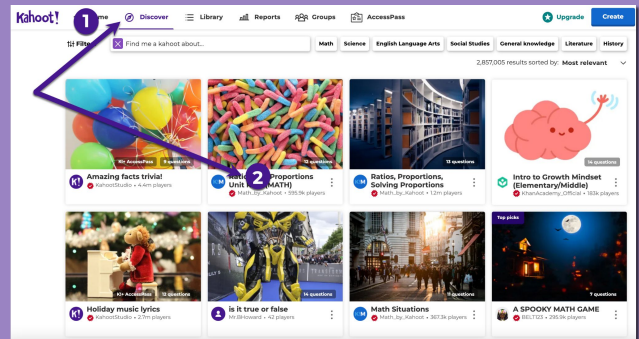 Kahoot!
1
me
Discover
Library
Reports
Groups
AccessPass
Upgrade
Create
Filte
Find me a kahoot about...
Math
Science
English Language Arts
Social Studies
General knowledge
Literature
History
2,857,005 results sorted by: Most relevant
K!+ AccessPass
9 questions
12 questions
13 questions
14 questions
K!
Amazing facts trivia!
KahootStudio • 4.4m players
2
Proportions
Unit
(MATH)
Math_by_Kahoot • 595.9k players
Ratios, Proportions,
Solving Proportions
Math_by_Kahoot • 1.2m players
Intro to Growth Mindset
(Elementary/Middle)
KhanAcademy_Official • 183k players
K!+ AccessPass
12 questions
14 questions
11 questions
Top picks
7 questions
K!
Holiday music lyrics
KahootStudio • 2.7m players
is it true or false
Mr.BHoward • 42 players
Math Situations
Math_by_Kahoot • 367.3k players
A SPOOKY MATH GAME
BELT123 • 295.9k players